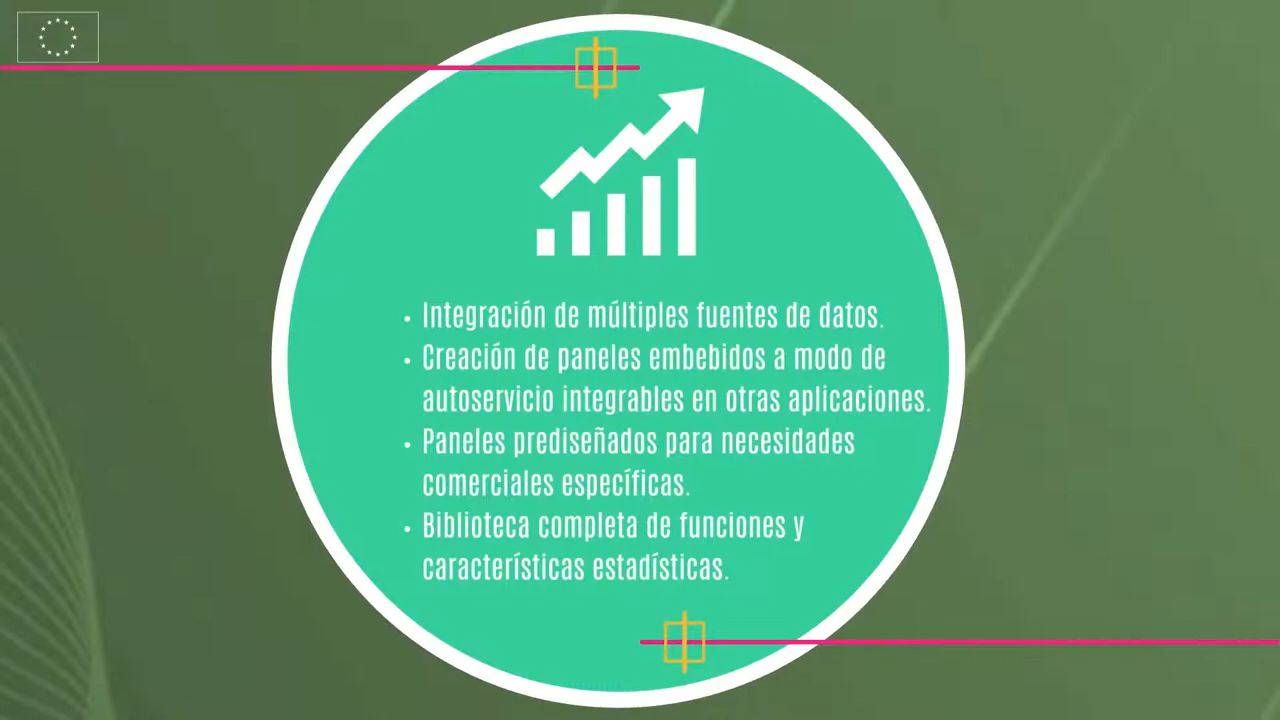 • Integración de múltiples fuentes de datos.
• Creación de paneles embebidos a modo de
autoservicio integrables en otras aplicaciones.
• Paneles prediseñados para necesidades
comerciales específicas.
• Biblioteca completa de funciones y
características estadísticas.